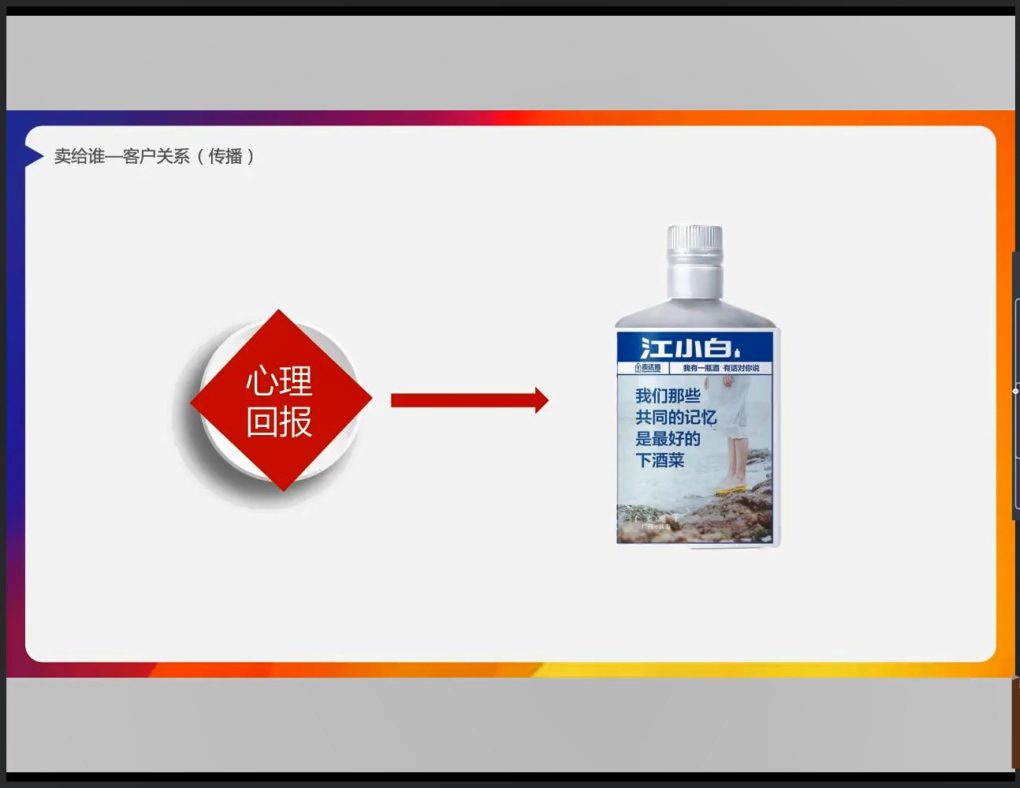 卖给谁—客户关系（传播）
心理
回报
江小白
我有一瓶酒 有话对你说
我们那些
共同的记忆
是最好的
下酒菜